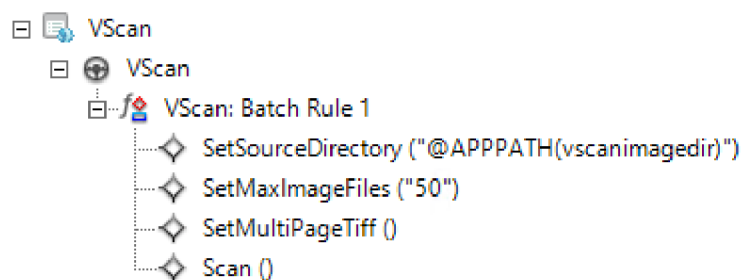 VScan
VScan
VScan: Batch Rule 1
SetSourceDirectory ("@APPPATH(vscanimagedir)")
SetMaxImageFiles ("50")
SetMultiPageTiff ()
Scan ()